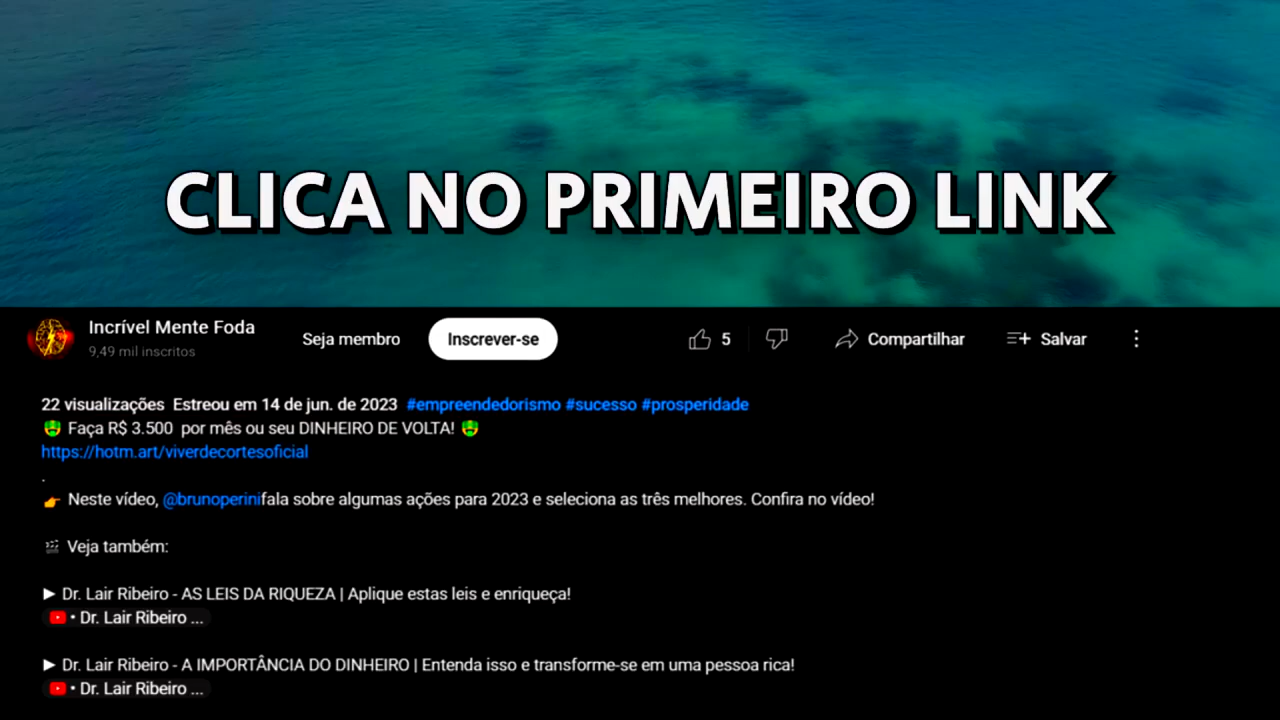 CLICA NO PRIMEIRO LINK
Incrível Mente Foda
9,49 mil inscritos
Seja membro
Inscrever-se
5
Compartilhar
Salvar
22 visualizações Estreou em 14 de jun. de 2023 #empreendedorismo #sucesso #prosperidade
🤑 Faça R$ 3.500 por mês ou seu DINHEIRO DE VOLTA! 🤑
https://hotm.art/viverdecortesoficial
.
👉 Neste vídeo, @brunoperinifala sobre algumas ações para 2023 e seleciona as três melhores. Confira no vídeo!
🎬 Veja também:
► Dr. Lair Ribeiro - AS LEIS DA RIQUEZA | Aplique estas leis e enriqueça!
• Dr. Lair Ribeiro ...
► Dr. Lair Ribeiro - A IMPORTÂNCIA DO DINHEIRO | Entenda isso e transforme-se em uma pessoa rica!
• Dr. Lair Ribeiro ...